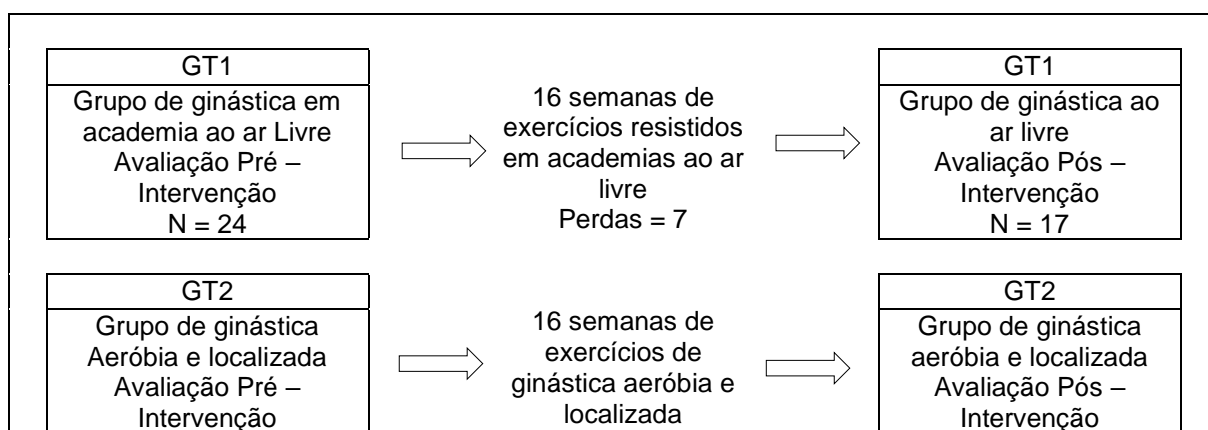 GT1
Grupo de ginástica em
academia ao ar Livre
Avaliação Pré –
Intervenção
N = 24
16 semanas de
exercícios resistidos
em academias ao ar
livre
Perdas = 7
GT1
Grupo de ginástica ao
ar livre
Avaliação Pós –
Intervenção
N = 17
GT2
Grupo de ginástica
Aeróbia e localizada
Avaliação Pré –
Intervenção
16 semanas de
exercícios de
ginástica aeróbia e
localizada
GT2
Grupo de ginástica
aeróbia e localizada
Avaliação Pós –
Intervenção